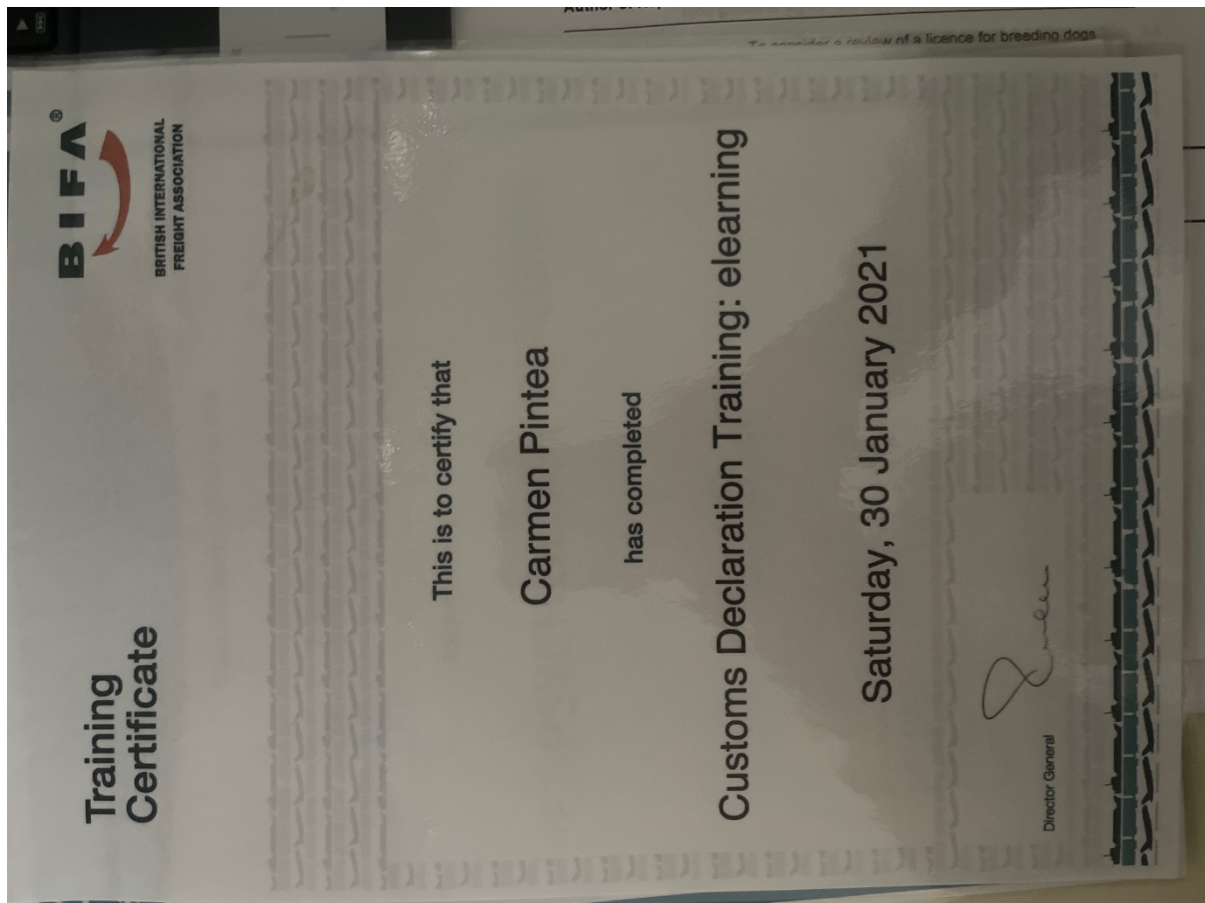 Training
Certificate
BIFA®
BRITISH INTERNATIONAL
FREIGHT ASSOCIATION
This is to certify that
Carmen Pintea
has completed
Customs Declaration Training: elearning
Saturday, 30 January 2021
Director General
To consider a review of a licence for breeding dogs